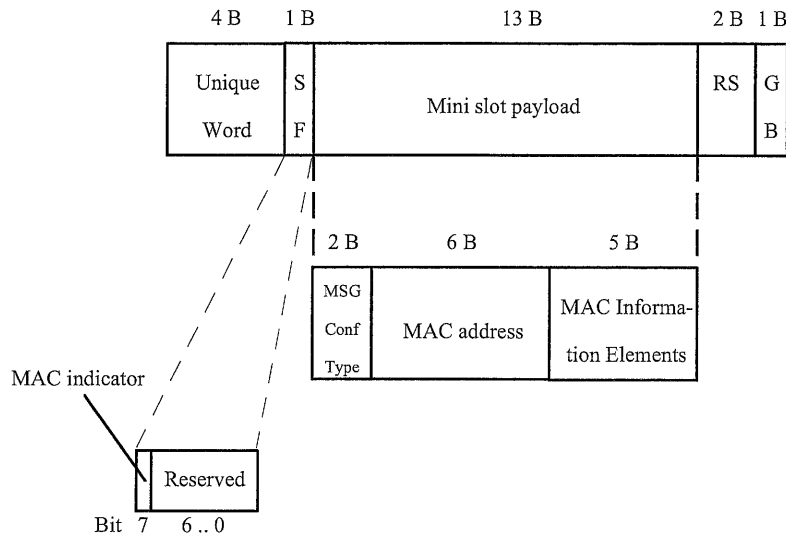 4 B 1 B 13 B 2 B 1 B
Unique Word
S F
Mini slot payload
RS
G B
2 B 6 B 5 B
MSG Conf Type
MAC address
MAC Informa-
tion Elements
MAC indicator
Reserved
Bit 7 6 .. 0